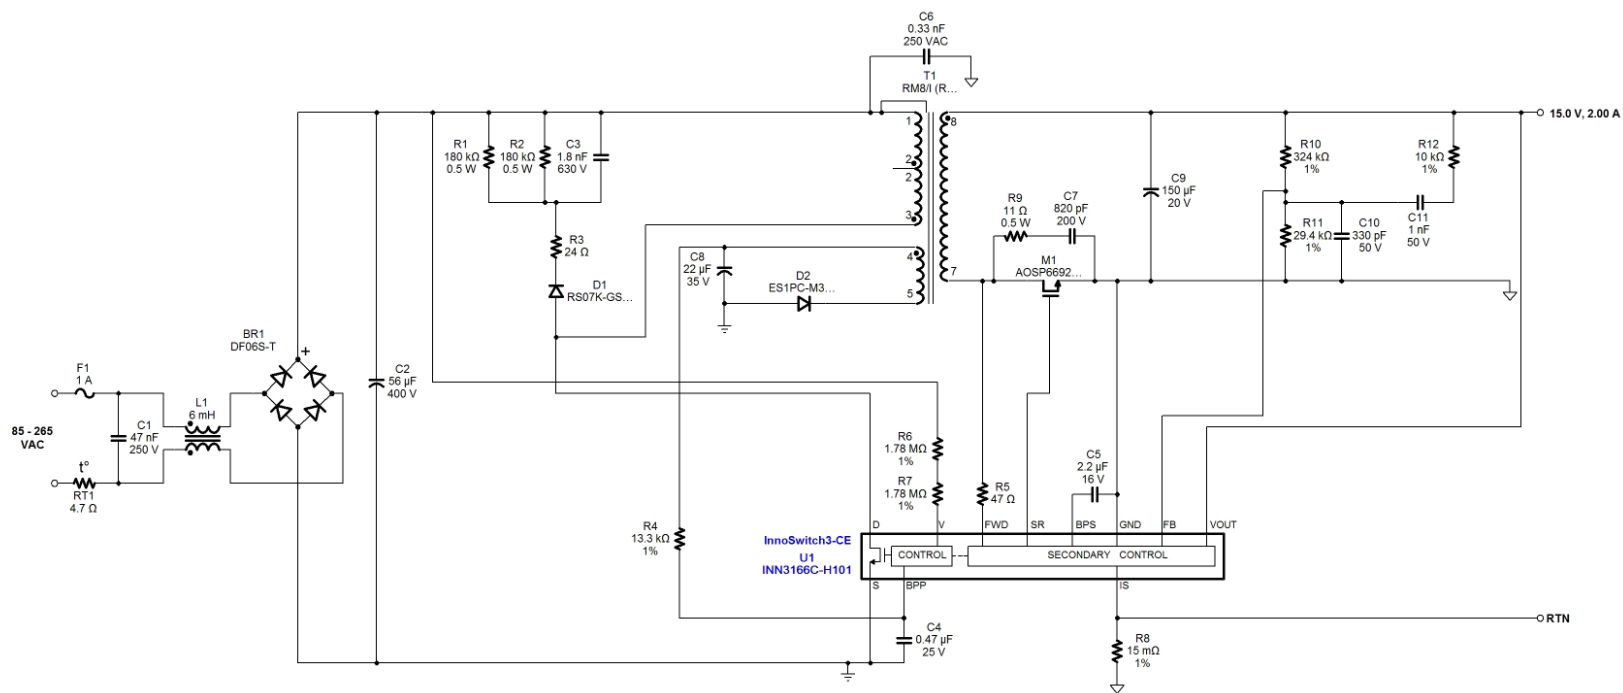 C6
0.33 nF
250 VAC
T1
RM8/I (R...
1
2
2
3
4
5
8
7
15.0 V, 2.00 A
R1
180 kΩ
0.5 W
R2
180 kΩ
0.5 W
C3
1.8 nF
630 V
R10
324 kΩ
1%
R12
10 kΩ
1%
C9
150 µF
20 V
R9
11 Ω
0.5 W
C7
820 pF
200 V
R11
29.4 kΩ
1%
C10
330 pF
50 V
C11
1 nF
50 V
R3
24 Ω
C8
22 µF
35 V
D2
ES1PC-M3...
M1
AOSP6692...
D1
RS07K-GS...
BR1
DF06S-T
+
F1
1 A
C2
56 µF
400 V
L1
6 mH
C1
47 nF
250 V
85 - 265
VAC
t°
RT1
4.7 Ω
R6
1.78 MΩ
1%
R7
1.78 MΩ
1%
R5
47 Ω
C5
2.2 µF
16 V
R4
13.3 kΩ
1%
D
V
FWD
SR
BPS
GND
FB
VOUT
InnoSwitch3-CE
U1
INN3166C-H101
CONTROL
SECONDARY CONTROL
S
BPP
IS
C4
0.47 µF
25 V
R8
15 mΩ
1%
RTN